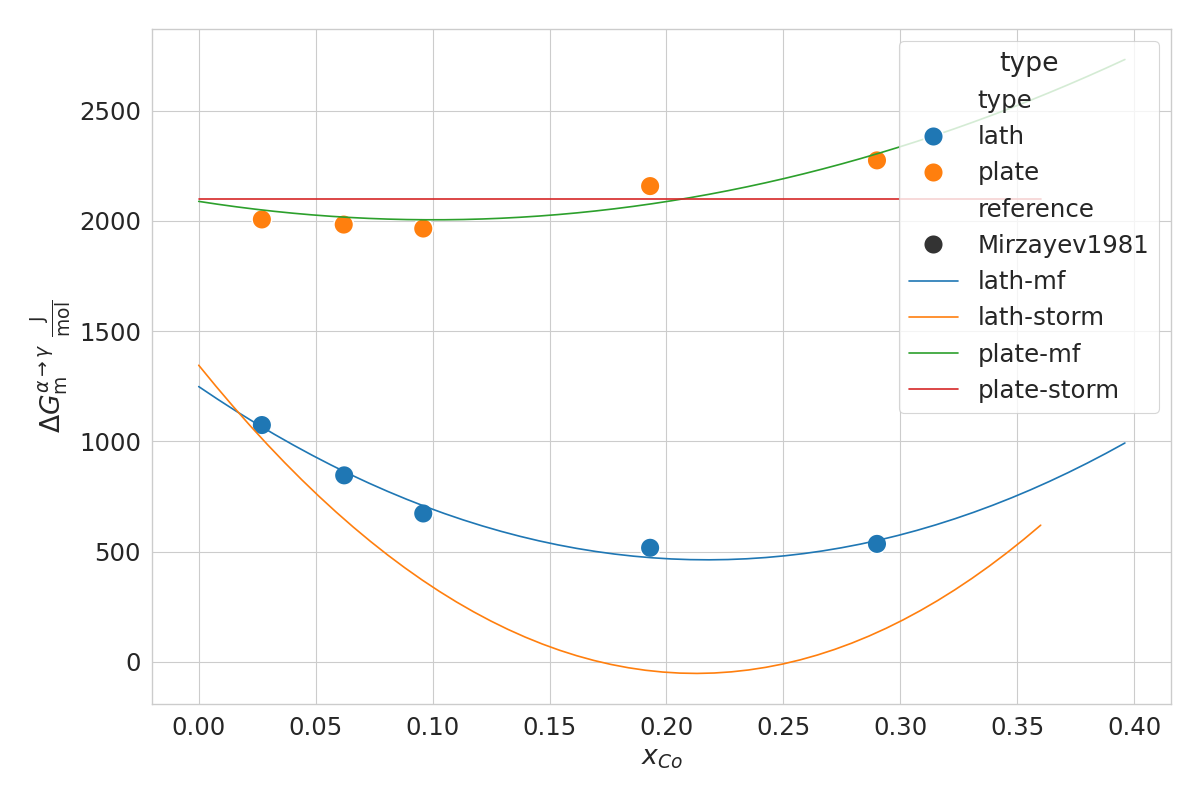 type
type
lath
plate
reference
Mirzayev1981
lath-mf
lath-storm
plate-mf
plate-storm
2500
2000
1500
1000
500
0
ΔG_m^{α→γ} J/mol
0.00 0.05 0.10 0.15 0.20 0.25 0.30 0.35 0.40
x_{Co}